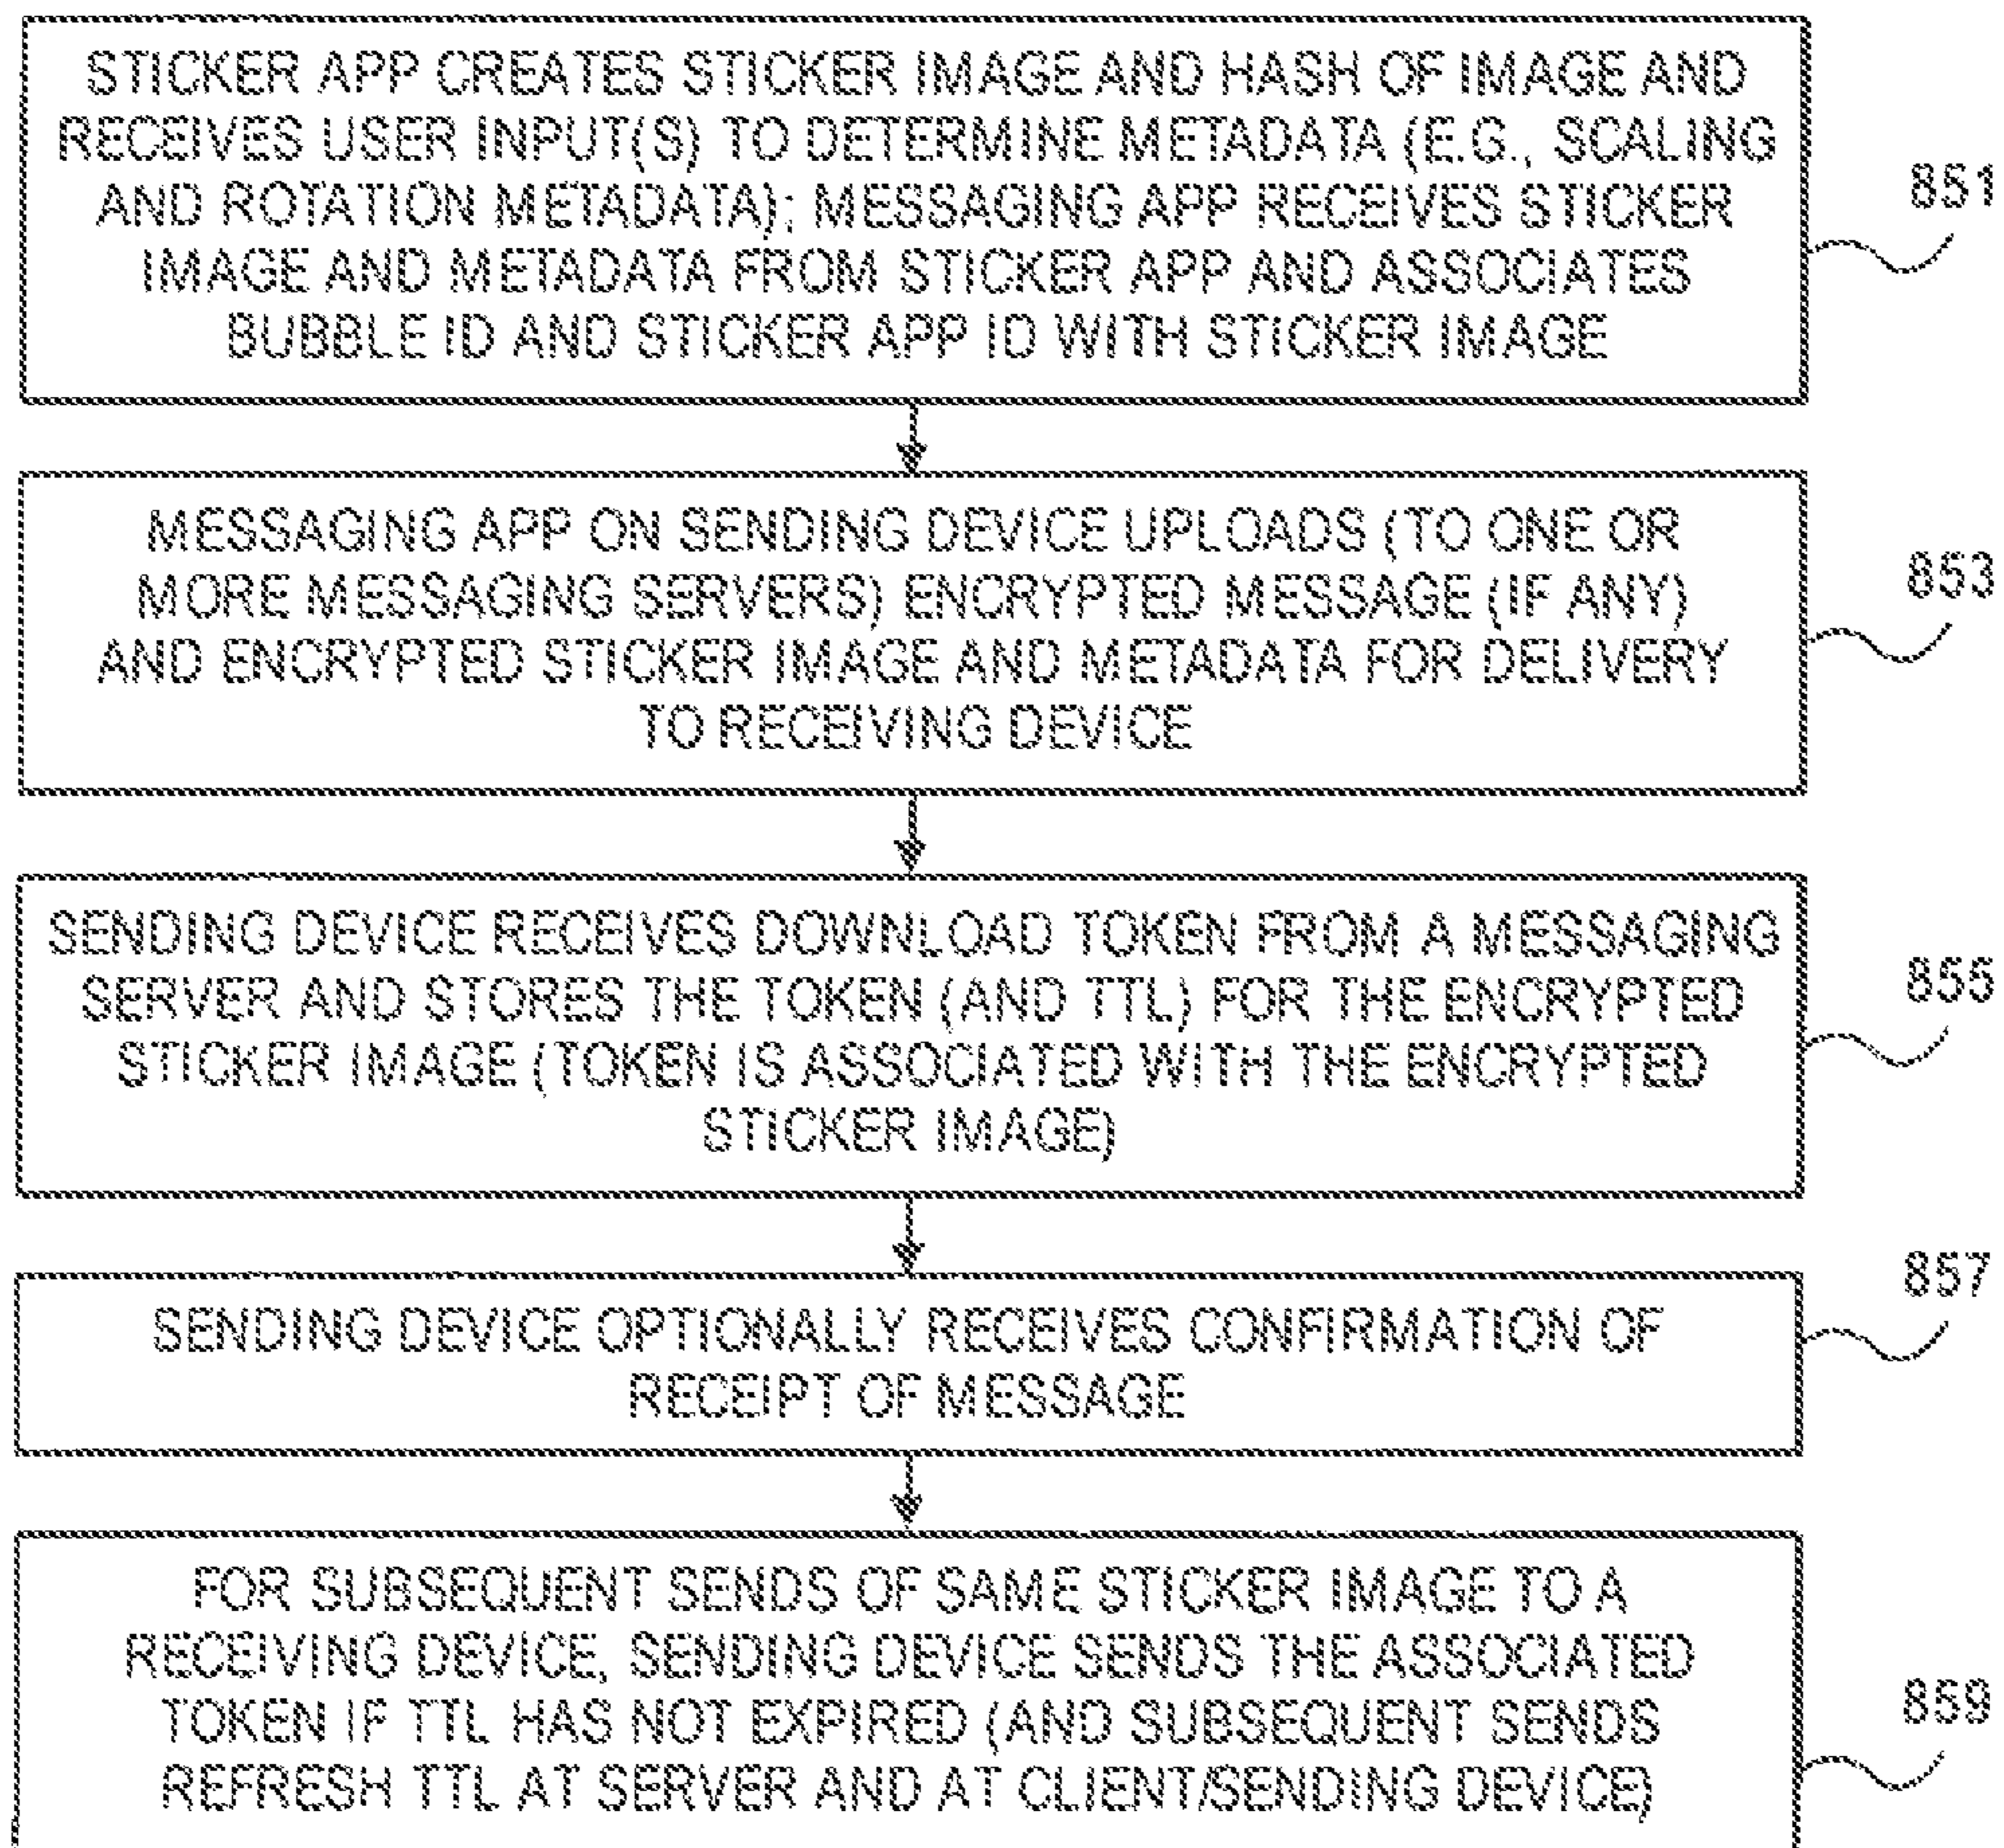 STICKER APP CREATES STICKER IMAGE AND HASH OF IMAGE AND
RECEIVES USER INPUT(S) TO DETERMINE METADATA (E.G., SCALING
AND ROTATION METADATA); MESSAGING APP RECEIVES STICKER
IMAGE AND METADATA FROM STICKER APP AND ASSOCIATES
BUBBLE ID AND STICKER APP ID WITH STICKER IMAGE
851
MESSAGING APP ON SENDING DEVICE UPLOADS (TO ONE OR
MORE MESSAGING SERVERS) ENCRYPTED MESSAGE (IF ANY)
AND ENCRYPTED STICKER IMAGE AND METADATA FOR DELIVERY
TO RECEIVING DEVICE
853
SENDING DEVICE RECEIVES DOWNLOAD TOKEN FROM A MESSAGING
SERVER AND STORES THE TOKEN (AND TTL) FOR THE ENCRYPTED
STICKER IMAGE (TOKEN IS ASSOCIATED WITH THE ENCRYPTED
STICKER IMAGE)
855
SENDING DEVICE OPTIONALLY RECEIVES CONFIRMATION OF
RECEIPT OF MESSAGE
857
FOR SUBSEQUENT SENDS OF SAME STICKER IMAGE TO A
RECEIVING DEVICE, SENDING DEVICE SENDS THE ASSOCIATED
TOKEN IF TTL HAS NOT EXPIRED (AND SUBSEQUENT SENDS
REFRESH TTL AT SERVER AND AT CLIENT/SENDING DEVICE)
859